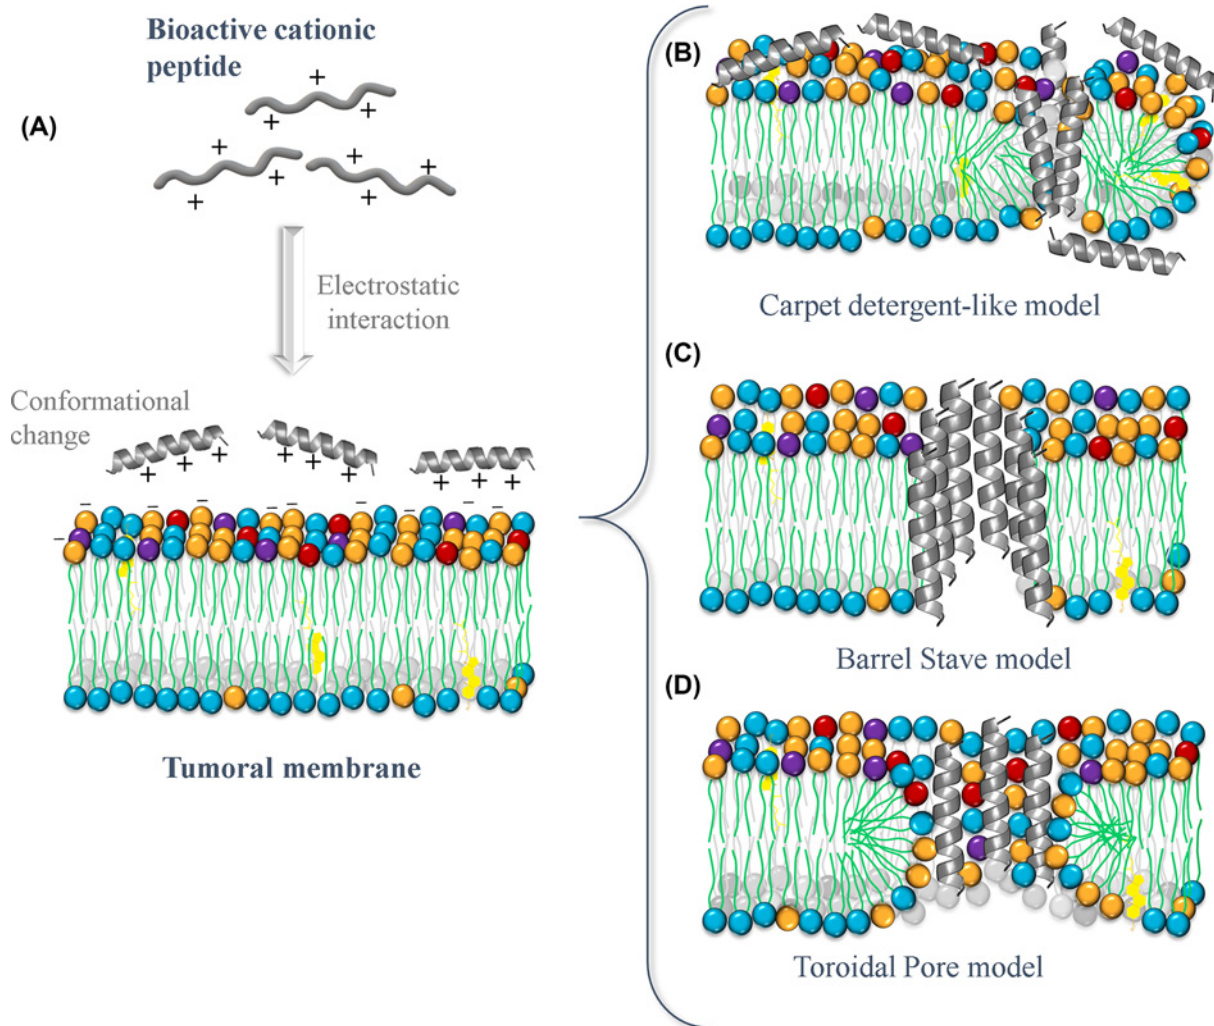 Bioactive cationic
peptide
(A)
+
+
+
+
+
+
+
+
+
Electrostatic
interaction
Conformational
change
+ + +
+ + +
+ + +
− − − − − − − − −
Tumoral membrane
(B)
Carpet detergent-like model
(C)
Barrel Stave model
(D)
Toroidal Pore model